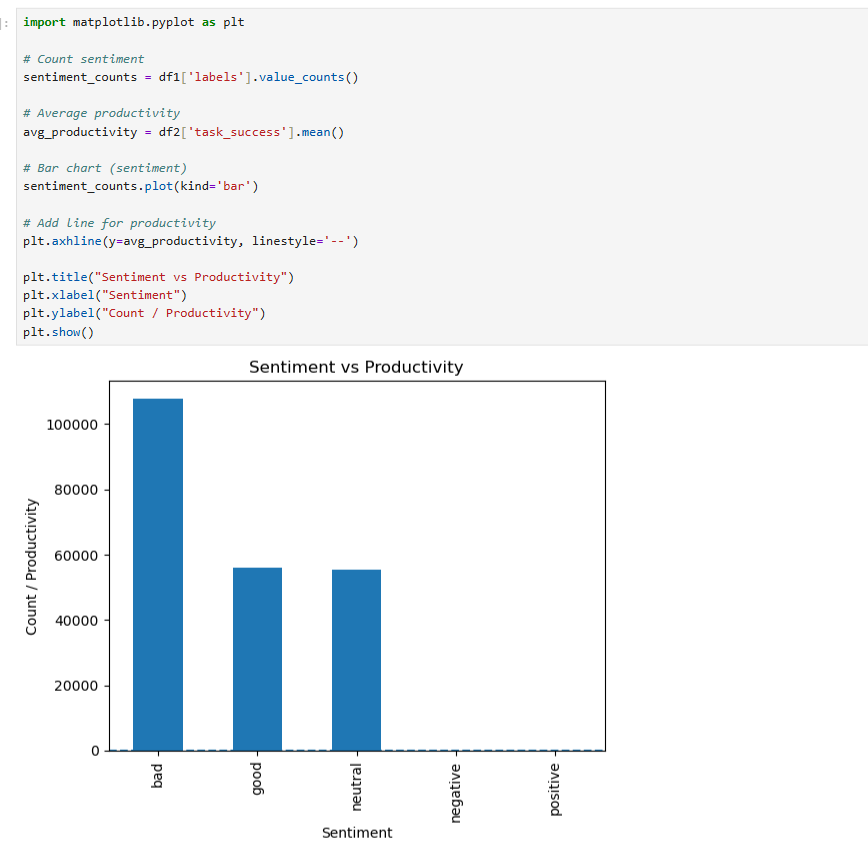 ]:
import matplotlib.pyplot as plt
# Count sentiment
sentiment_counts = df1['labels'].value_counts()
# Average productivity
avg_productivity = df2['task_success'].mean()
# Bar chart (sentiment)
sentiment_counts.plot(kind='bar')
# Add line for productivity
plt.axhline(y=avg_productivity, linestyle='--')
plt.title("Sentiment vs Productivity")
plt.xlabel("Sentiment")
plt.ylabel("Count / Productivity")
plt.show()
Sentiment vs Productivity
100000
80000
60000
40000
20000
0
Count / Productivity
bad
good
neutral
negative
positive
Sentiment